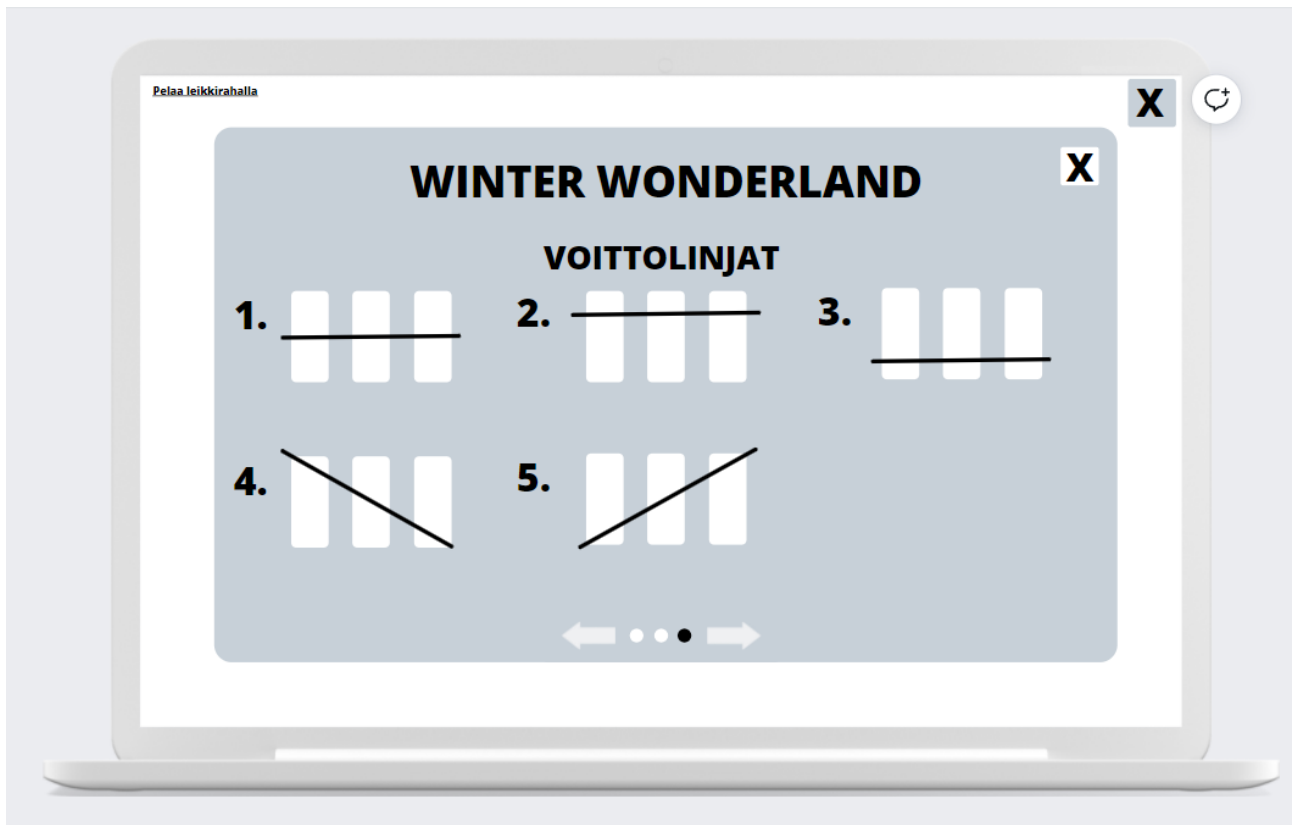 Pelaa leikkirahalla
X
X
WINTER WONDERLAND
VOITTOLINJAT
1.
2.
3.
4.
5.